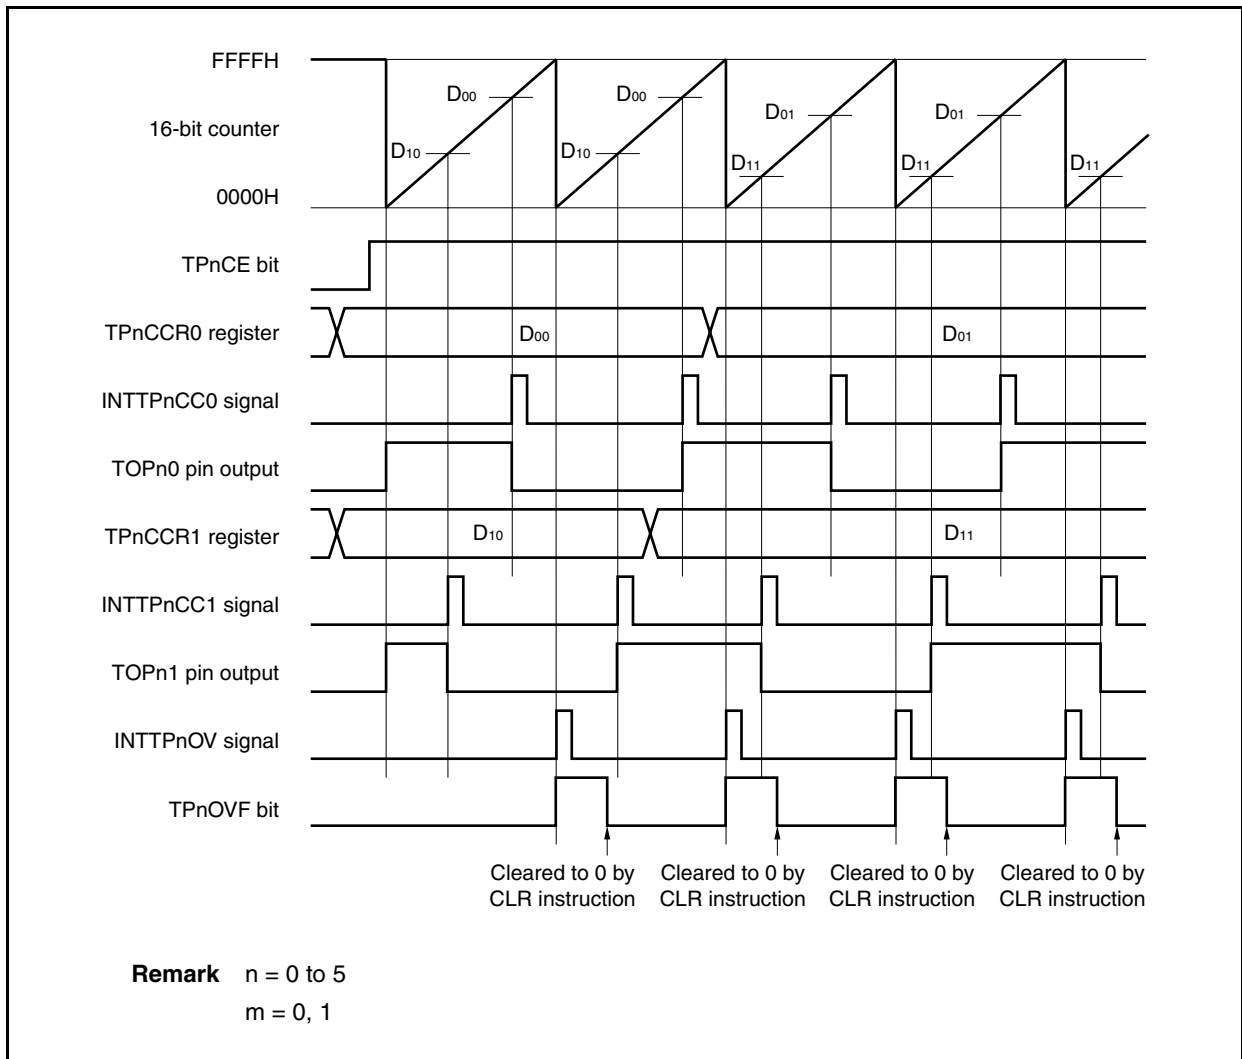 FFFFH
16-bit counter
0000H
D00
D10
D00
D10
D01
D11
D01
D11
D11
TPnCE bit
TPnCCR0 register
D00
D01
INTTPnCC0 signal
TOPn0 pin output
TPnCCR1 register
D10
D11
INTTPnCC1 signal
TOPn1 pin output
INTTPnOV signal
TPnOVF bit
Cleared to 0 by
CLR instruction
Cleared to 0 by
CLR instruction
Cleared to 0 by
CLR instruction
Cleared to 0 by
CLR instruction
Remark n = 0 to 5
m = 0, 1